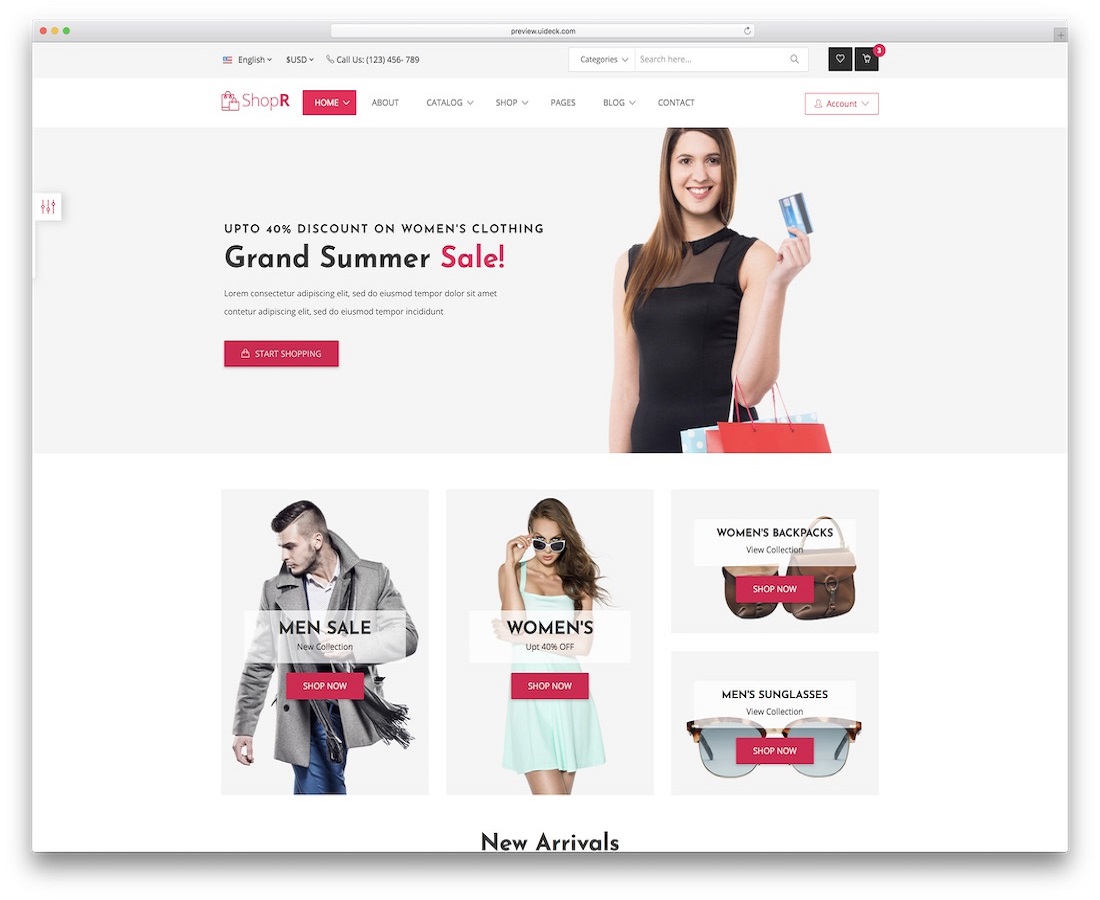 preview.uideck.com
English
$USD
Call Us: (123) 456- 789
Categories
Search here...
3
ShopR
HOME
ABOUT
CATALOG
SHOP
PAGES
BLOG
CONTACT
Account
UPTO 40% DISCOUNT ON WOMEN'S CLOTHING
Grand Summer Sale!
Lorem consectetur adipiscing elit, sed do eiusmod tempor dolor sit amet
contetur adipiscing elit, sed do eiusmod tempor incididunt
START SHOPPING
MEN SALE
New Collection
SHOP NOW
WOMEN'S
Upt 40% OFF
SHOP NOW
WOMEN'S BACKPACKS
View Collection
SHOP NOW
MEN'S SUNGLASSES
View Collection
SHOP NOW
New Arrivals